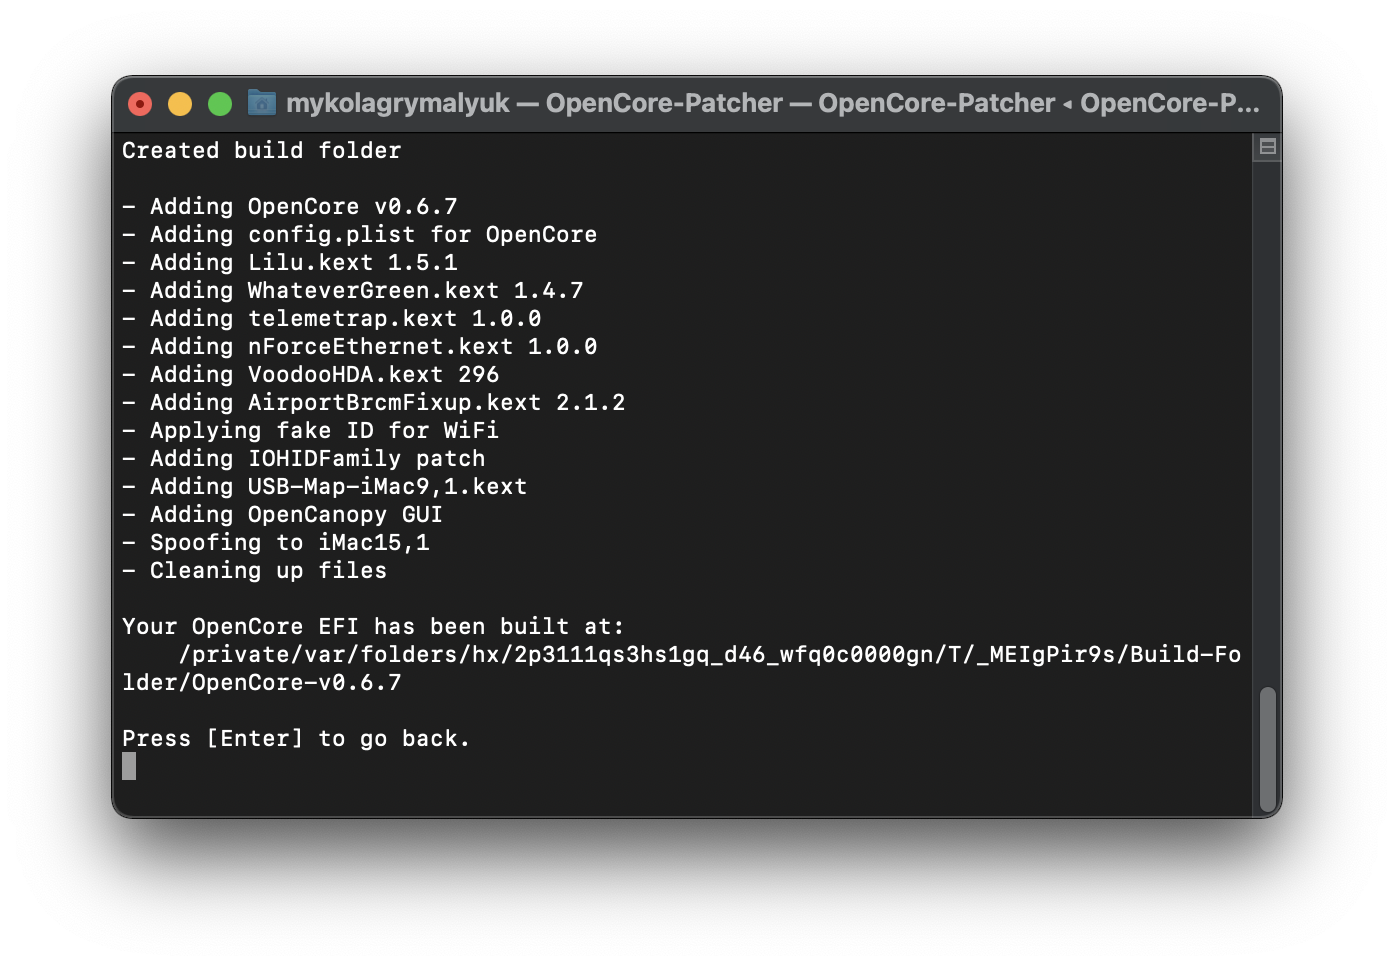 mykolagrymalyuk — OpenCore-Patcher — OpenCore-Patcher ◂ OpenCore-P...
Created build folder
- Adding OpenCore v0.6.7
- Adding config.plist for OpenCore
- Adding Lilu.kext 1.5.1
- Adding WhateverGreen.kext 1.4.7
- Adding telemetrap.kext 1.0.0
- Adding nForceEthernet.kext 1.0.0
- Adding VoodooHDA.kext 296
- Adding AirportBrcmFixup.kext 2.1.2
- Applying fake ID for WiFi
- Adding IOHIDFamily patch
- Adding USB-Map-iMac9,1.kext
- Adding OpenCanopy GUI
- Spoofing to iMac15,1
- Cleaning up files
Your OpenCore EFI has been built at:
/private/var/folders/hx/2p3111qs3hs1gq_d46_wfq0c0000gn/T/_MEIgPir9s/Build-Fo
lder/OpenCore-v0.6.7
Press [Enter] to go back.